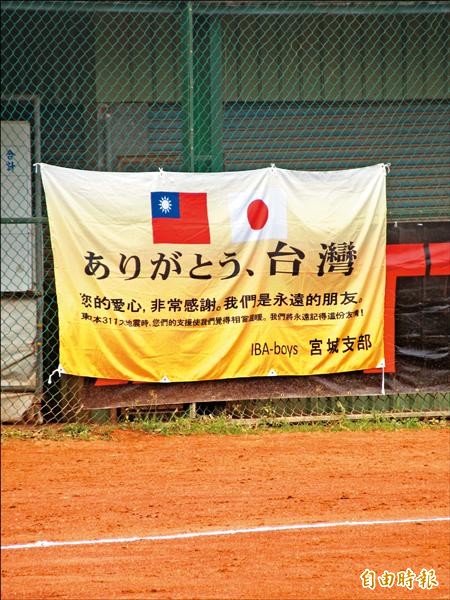 合計
ありがとう、台灣
您的愛心，非常感謝。我們是永遠的朋友。
東日本311大地震時、您們的支援使我們覺得相當溫暖。我們將永遠記得這份友情！
IBA-boys 宮城支部
自由時報